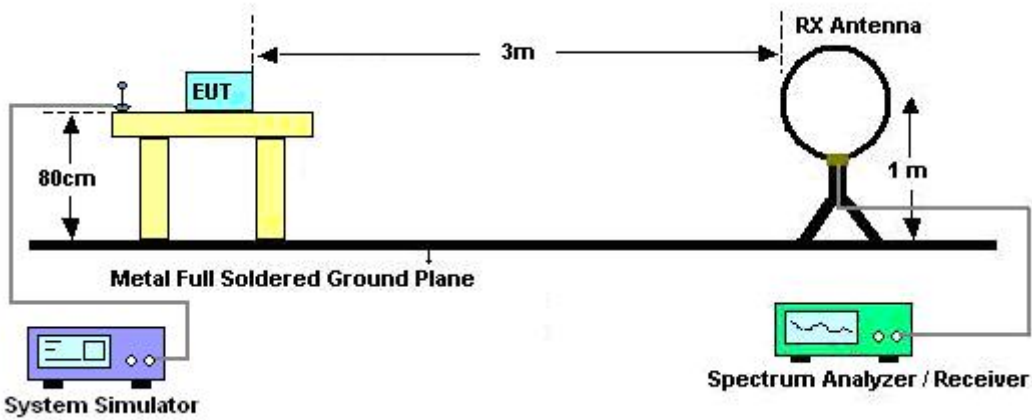 RX Antenna
3m
EUT
80cm
1 m
Metal Full Soldered Ground Plane
System Simulator
Spectrum Analyzer / Receiver